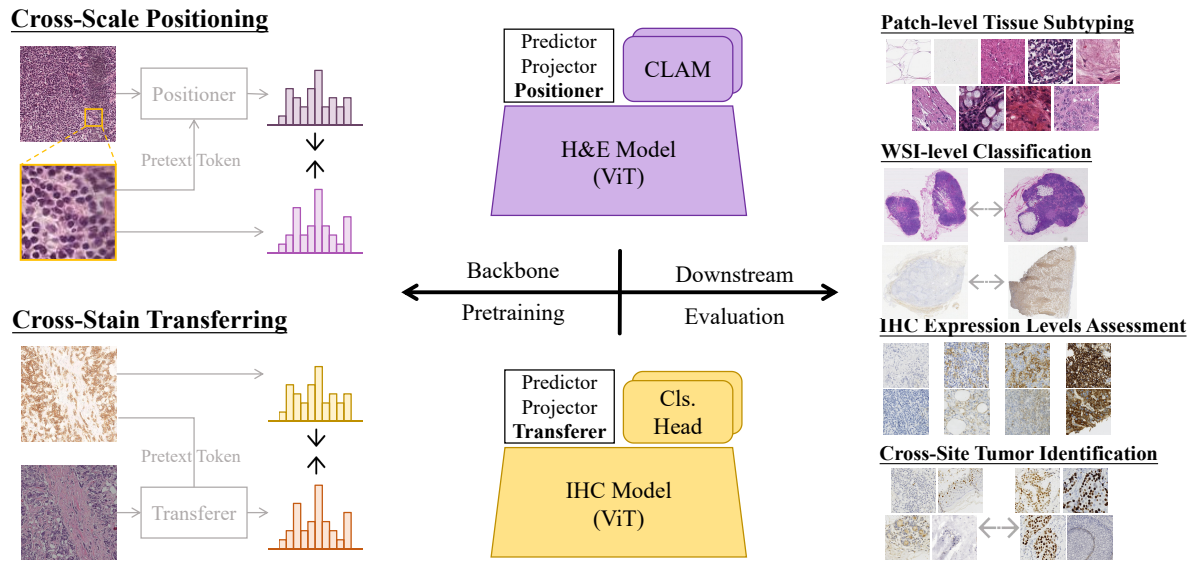 Cross-Scale Positioning
Positioner
Pretext Token
Cross-Stain Transferring
Pretext Token
Transferer
Predictor
Projector
Positioner
CLAM
H&E Model
(ViT)
Backbone
Downstream
Pretraining
Evaluation
Predictor
Projector
Transferer
Cls.
Head
IHC Model
(ViT)
Patch-level Tissue Subtyping
WSI-level Classification
IHC Expression Levels Assessment
Cross-Site Tumor Identification